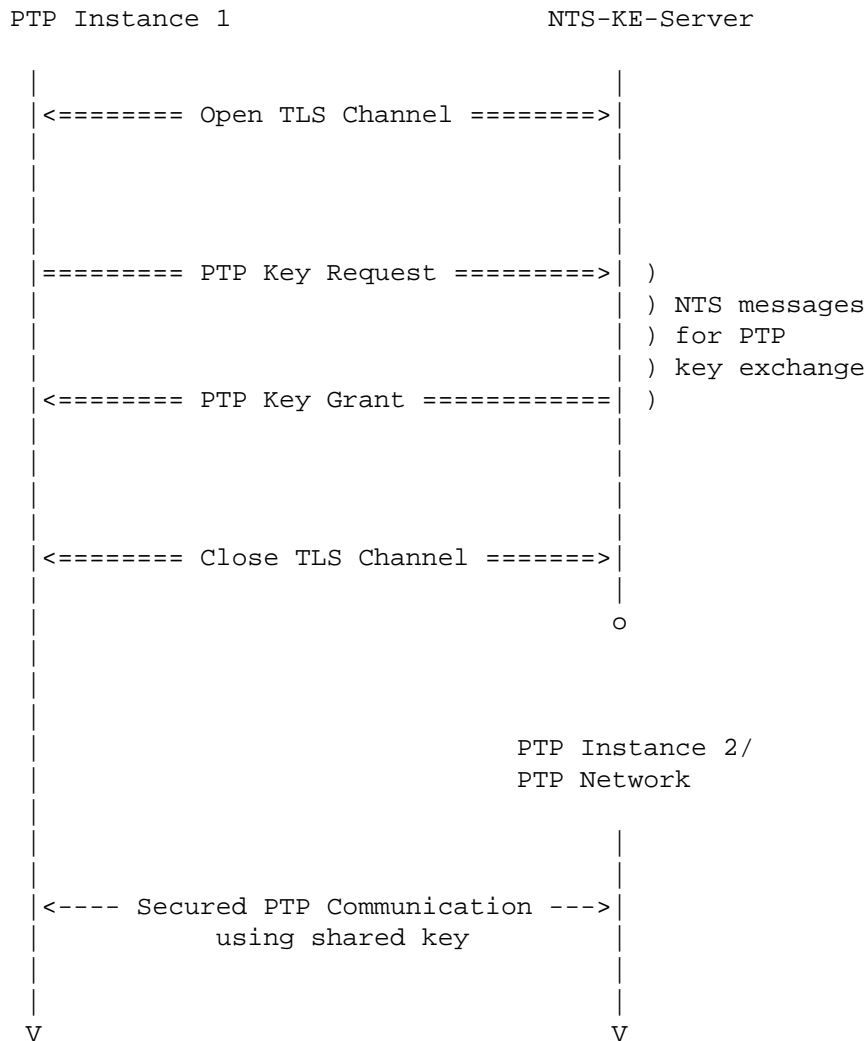 PTP Instance 1 NTS-KE-Server
<======== Open TLS Channel ========>
========= PTP Key Request =========> )
) NTS messages
) for PTP
) key exchange
<======== PTP Key Grant ============ )
<======== Close TLS Channel =======>
o
PTP Instance 2/
PTP Network
<---- Secured PTP Communication --->
using shared key
V V